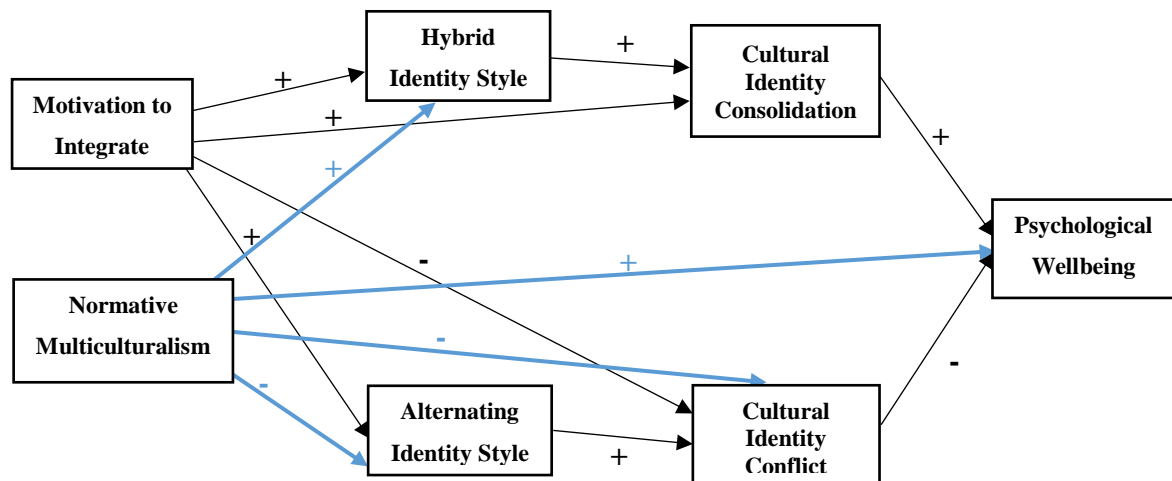 Hybrid
Identity Style
+
Cultural
Identity
Consolidation
+
Motivation to
Integrate
+
+
+
+
-
Psychological
Wellbeing
+
Normative
Multiculturalism
-
-
-
Alternating
Identity Style
+
Cultural
Identity
Conflict